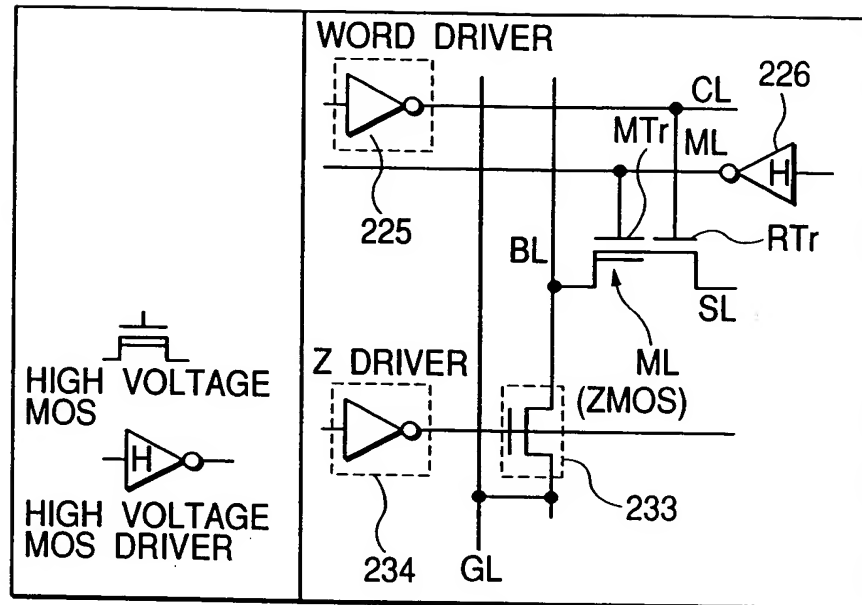 WORD DRIVER
226
CL
MTr
ML
H
225
BL
RTr
SL
Z DRIVER
ML
(ZMOS)
HIGH VOLTAGE
MOS
H
233
HIGH VOLTAGE
MOS DRIVER
234
GL